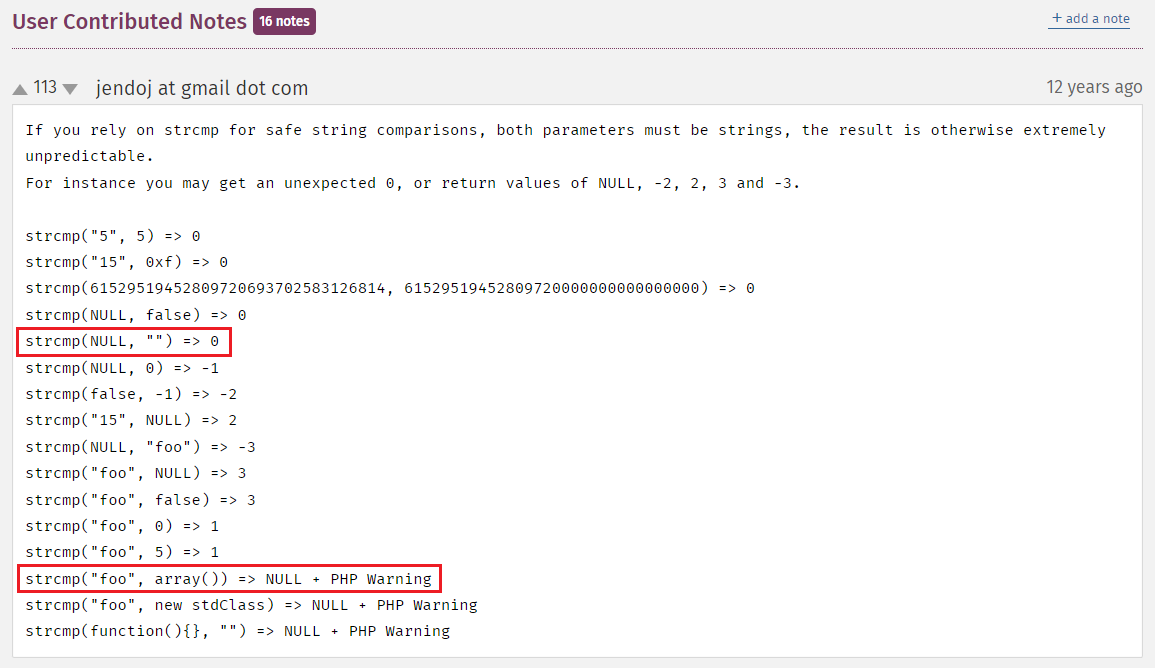 User Contributed Notes 16 notes
+ add a note
113 jendoj at gmail dot com
12 years ago
If you rely on strcmp for safe string comparisons, both parameters must be strings, the result is otherwise extremely
unpredictable.
For instance you may get an unexpected 0, or return values of NULL, -2, 2, 3 and -3.
strcmp("5", 5) => 0
strcmp("15", 0xf) => 0
strcmp(61529519452809720693702583126814, 61529519452809720000000000000000) => 0
strcmp(NULL, false) => 0
strcmp(NULL, "") => 0
strcmp(NULL, 0) => -1
strcmp(false, -1) => -2
strcmp("15", NULL) => 2
strcmp(NULL, "foo") => -3
strcmp("foo", NULL) => 3
strcmp("foo", false) => 3
strcmp("foo", 0) => 1
strcmp("foo", 5) => 1
strcmp("foo", array()) => NULL + PHP Warning
strcmp("foo", new stdClass) => NULL + PHP Warning
strcmp(function(){}, "") => NULL + PHP Warning